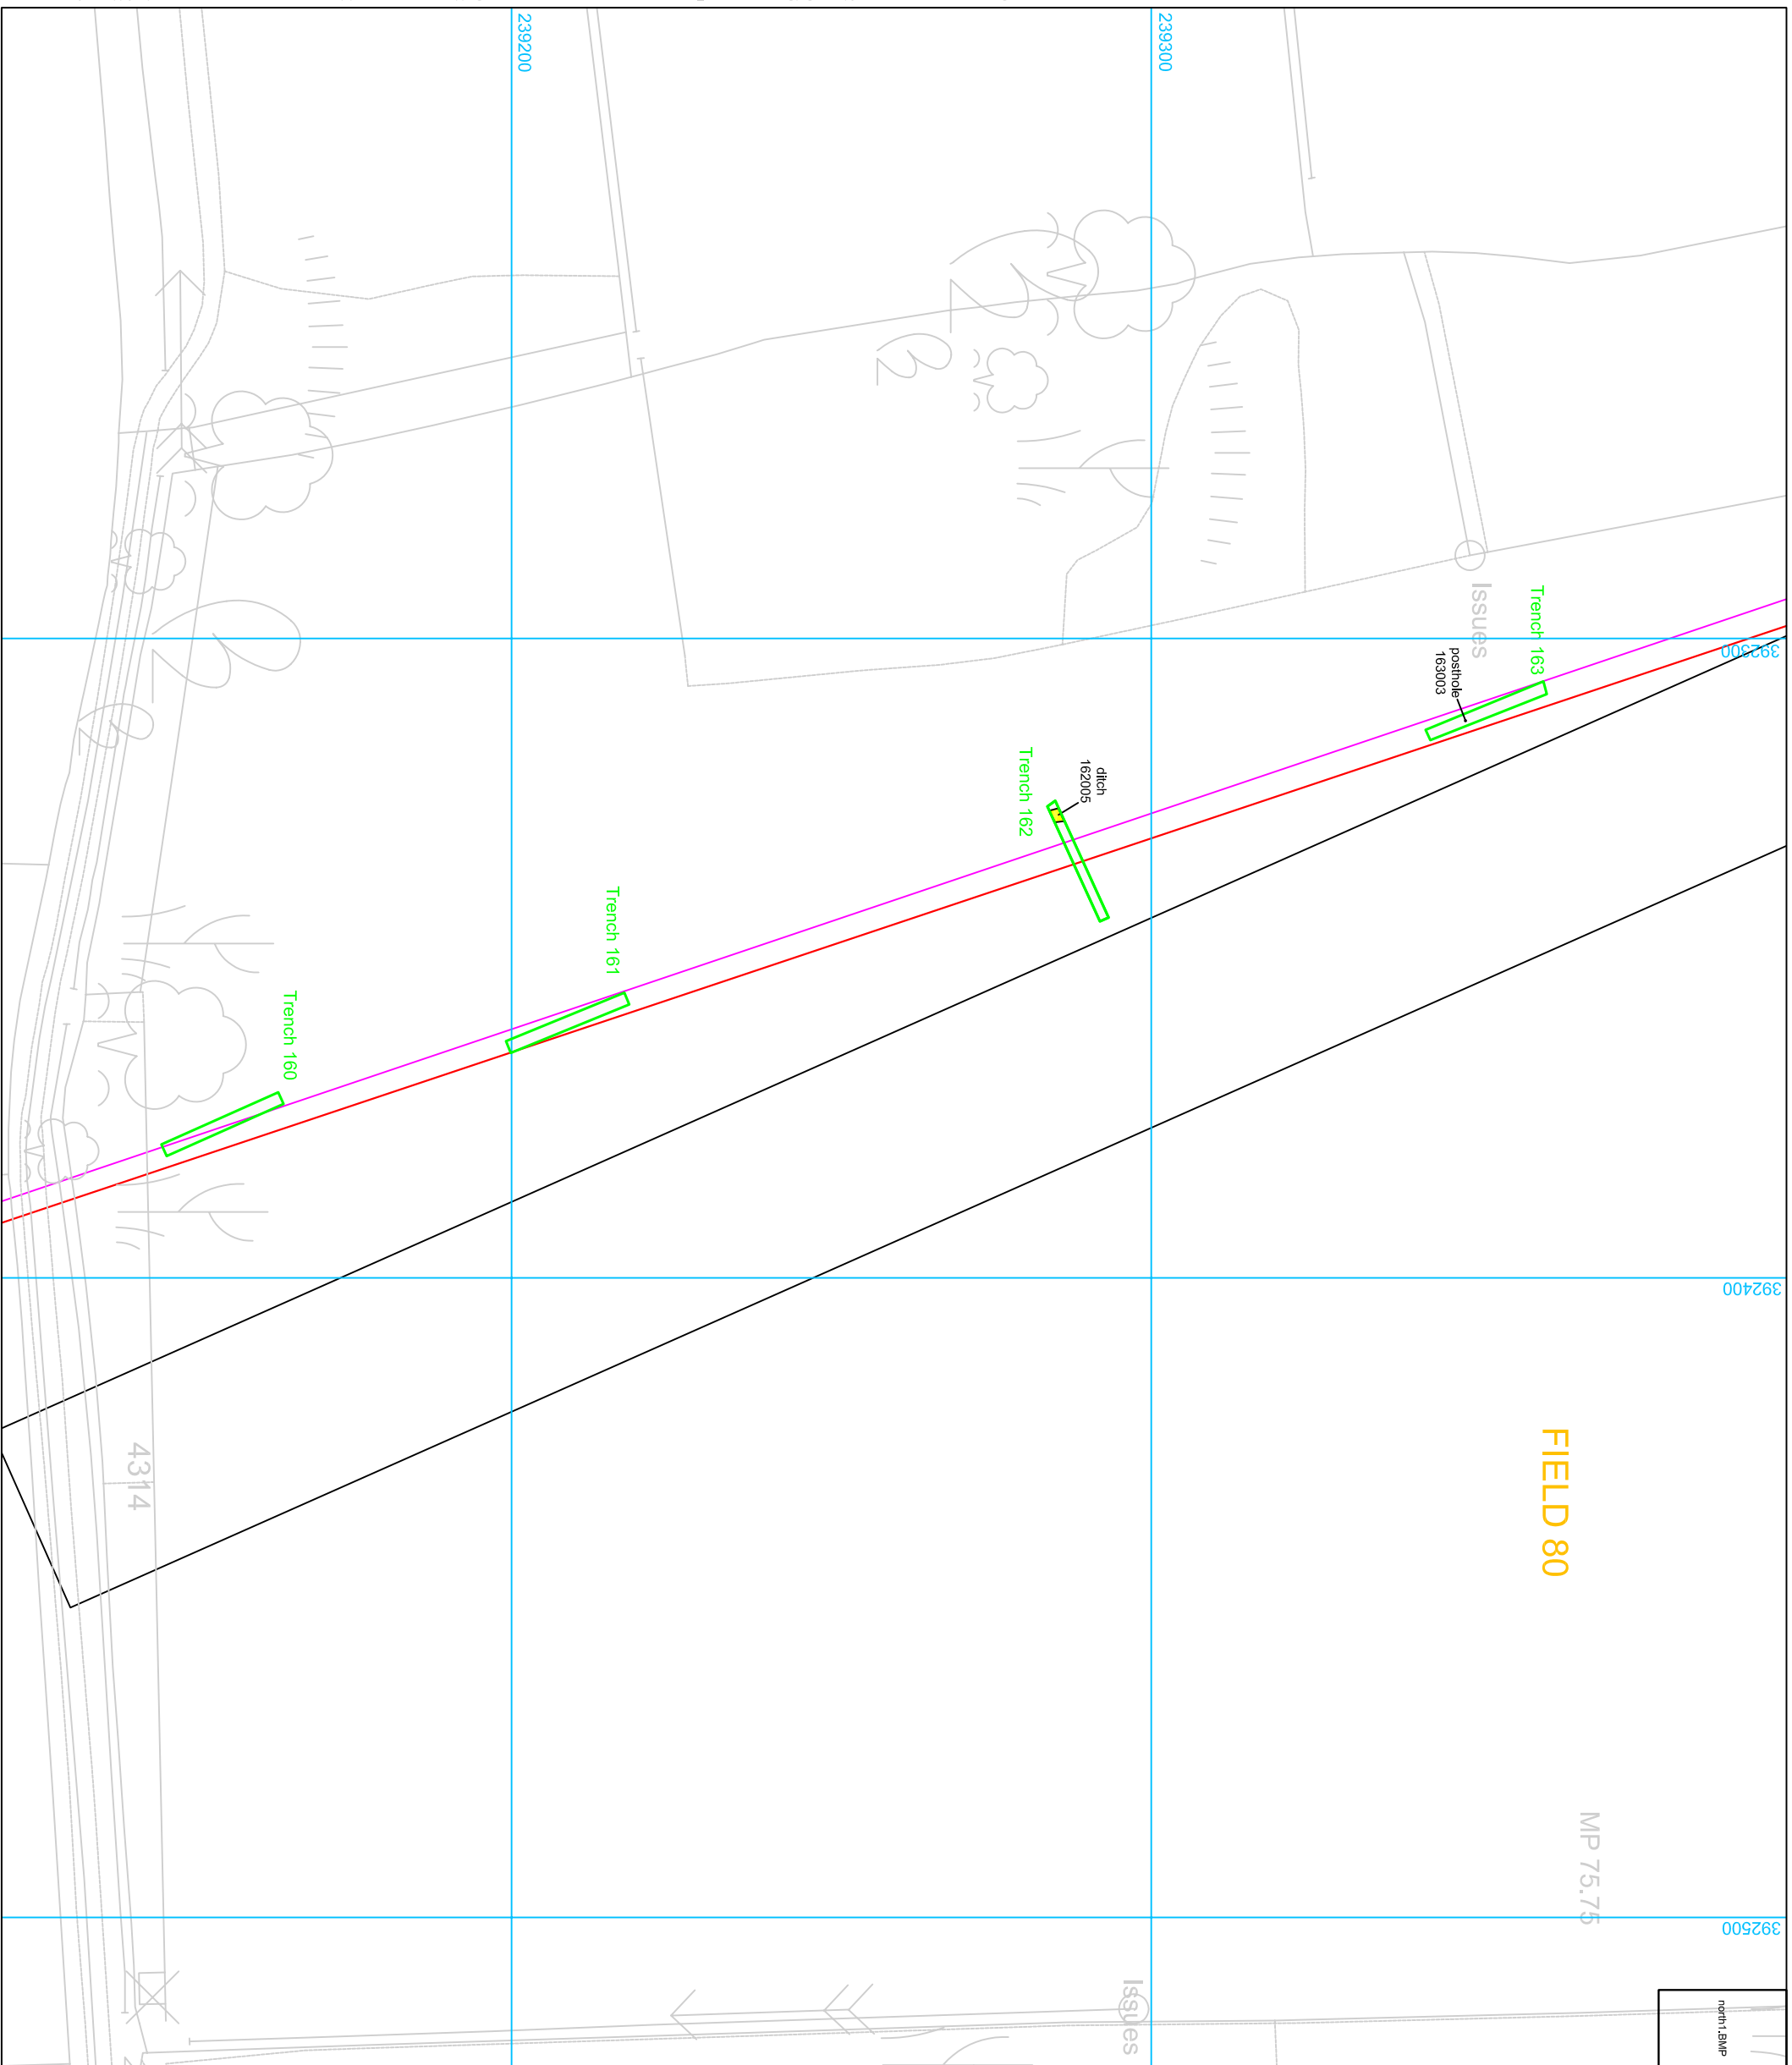 239200
239300
392300
Issues
Trench 163
posthole
163003
ditch
162005
Trench 162
Trench 161
Trench 160
392400
FIELD 80
4314
MP 75.75
392500
Issues
north1.BMP